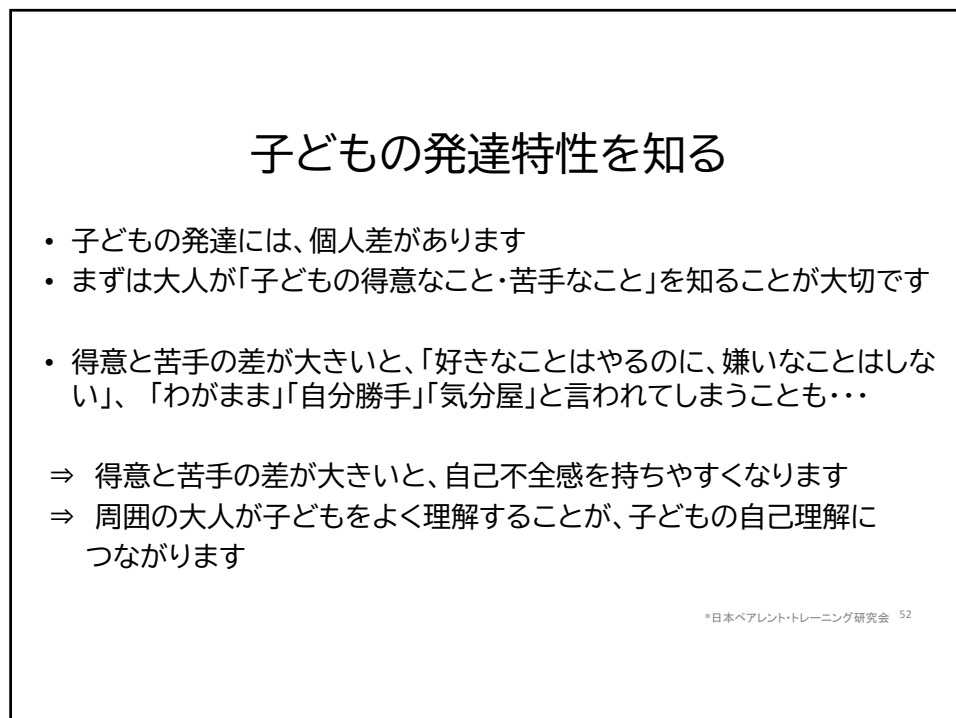 子どもの発達特性を知る
• 子どもの発達には、個人差があります
• まずは大人が「子どもの得意なこと・苦手なこと」を知ることが大切です
• 得意と苦手の差が大きいと、「好きなことはやるのに、嫌いなことはしな
い」、 「わがまま」「自分勝手」「気分屋」と言われてしまうことも・・・
⇒ 得意と苦手の差が大きいと、自己不全感を持ちやすくなります
⇒ 周囲の大人が子どもをよく理解することが、子どもの自己理解に
つながります
*日本ペアレント・トレーニング研究会 52